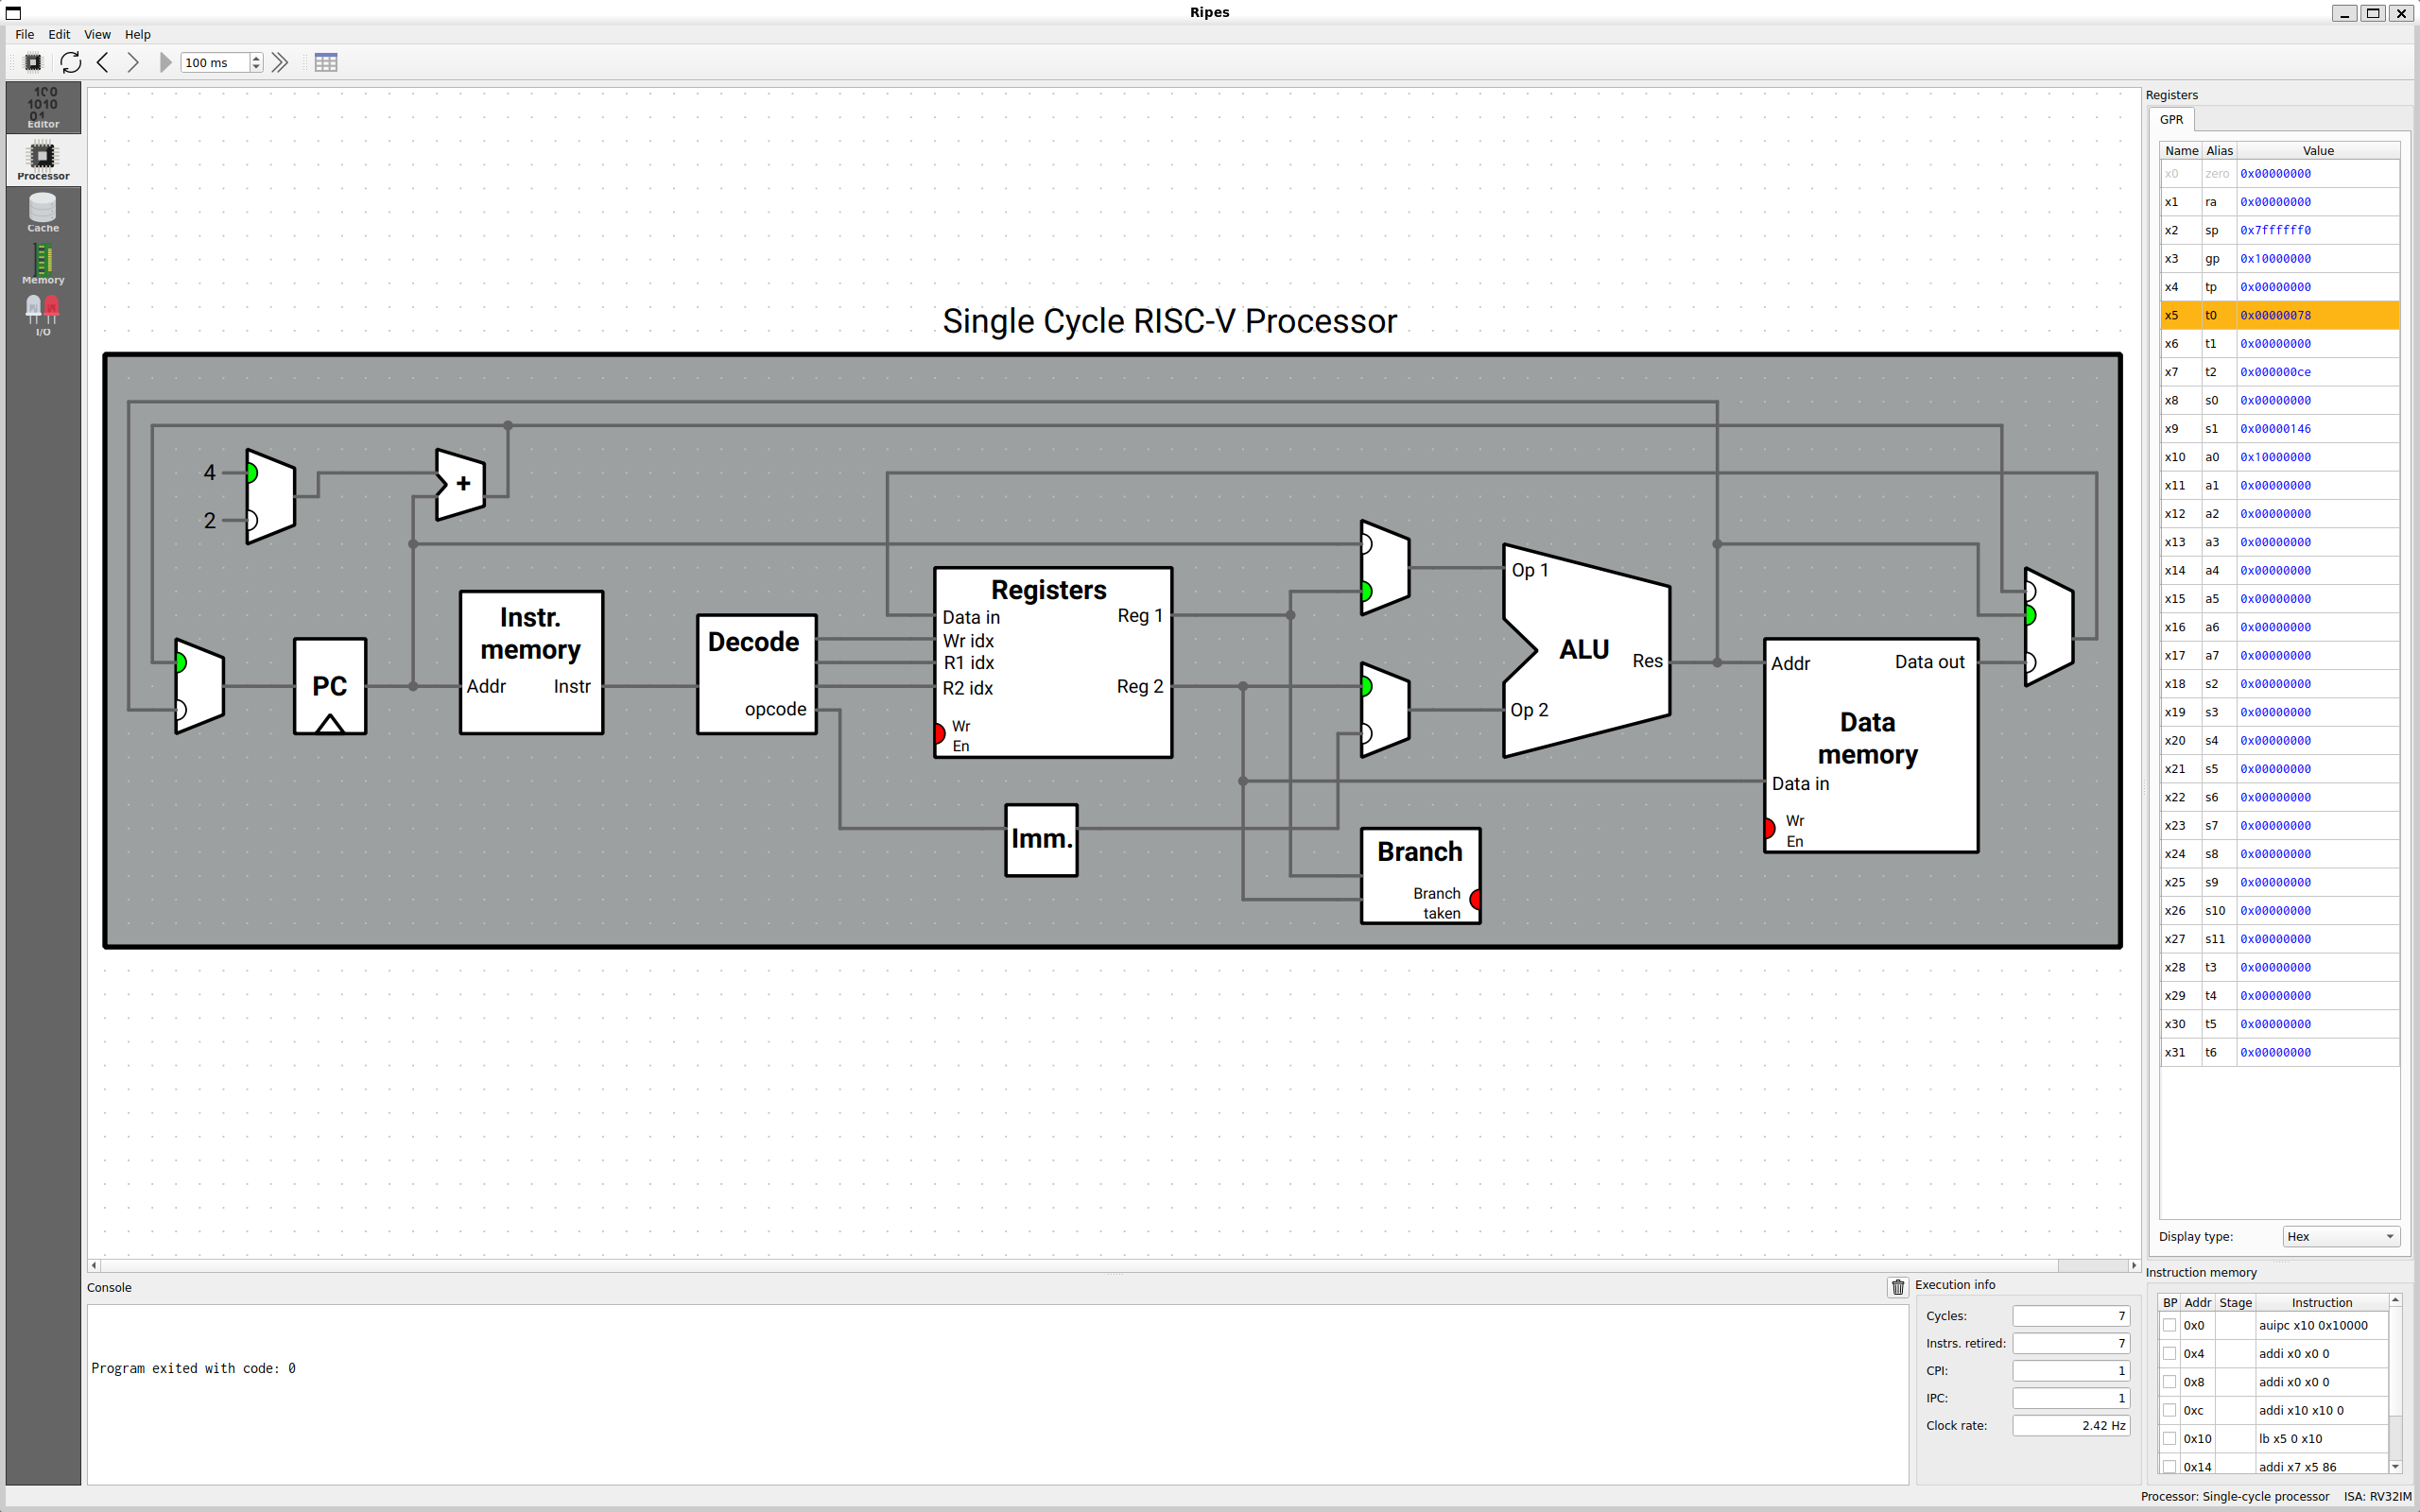 Ripes
File Edit View Help
100 ms
Editor
Processor
Cache
Memory
I/O
Single Cycle RISC-V Processor
4
2
+
PC
Instr.
memory
Addr Instr
Decode
opcode
Registers
Data in Reg 1
Wr idx
R1 idx
R2 idx Reg 2
Wr
En
Imm.
Op 1
ALU
Res
Op 2
Branch
Branch
taken
Addr Data out
Data
memory
Data in
Wr
En
Registers
GPR
Name Alias Value
x0 zero 0x00000000
x1 ra 0x00000000
x2 sp 0x7ffffff0
x3 gp 0x10000000
x4 tp 0x00000000
x5 t0 0x00000078
x6 t1 0x00000000
x7 t2 0x000000ce
x8 s0 0x00000000
x9 s1 0x00000146
x10 a0 0x10000000
x11 a1 0x00000000
x12 a2 0x00000000
x13 a3 0x00000000
x14 a4 0x00000000
x15 a5 0x00000000
x16 a6 0x00000000
x17 a7 0x00000000
x18 s2 0x00000000
x19 s3 0x00000000
x20 s4 0x00000000
x21 s5 0x00000000
x22 s6 0x00000000
x23 s7 0x00000000
x24 s8 0x00000000
x25 s9 0x00000000
x26 s10 0x00000000
x27 s11 0x00000000
x28 t3 0x00000000
x29 t4 0x00000000
x30 t5 0x00000000
x31 t6 0x00000000
Display type: Hex
Console
Program exited with code: 0
Execution info
Cycles: 7
Instrs. retired: 7
CPI: 1
IPC: 1
Clock rate: 2.42 Hz
Instruction memory
BP Addr Stage Instruction
0x0 auipc x10 0x10000
0x4 addi x0 x0 0
0x8 addi x0 x0 0
0xc addi x10 x10 0
0x10 lb x5 0 x10
0x14 addi x7 x5 86
Processor: Single-cycle processor ISA: RV32IM